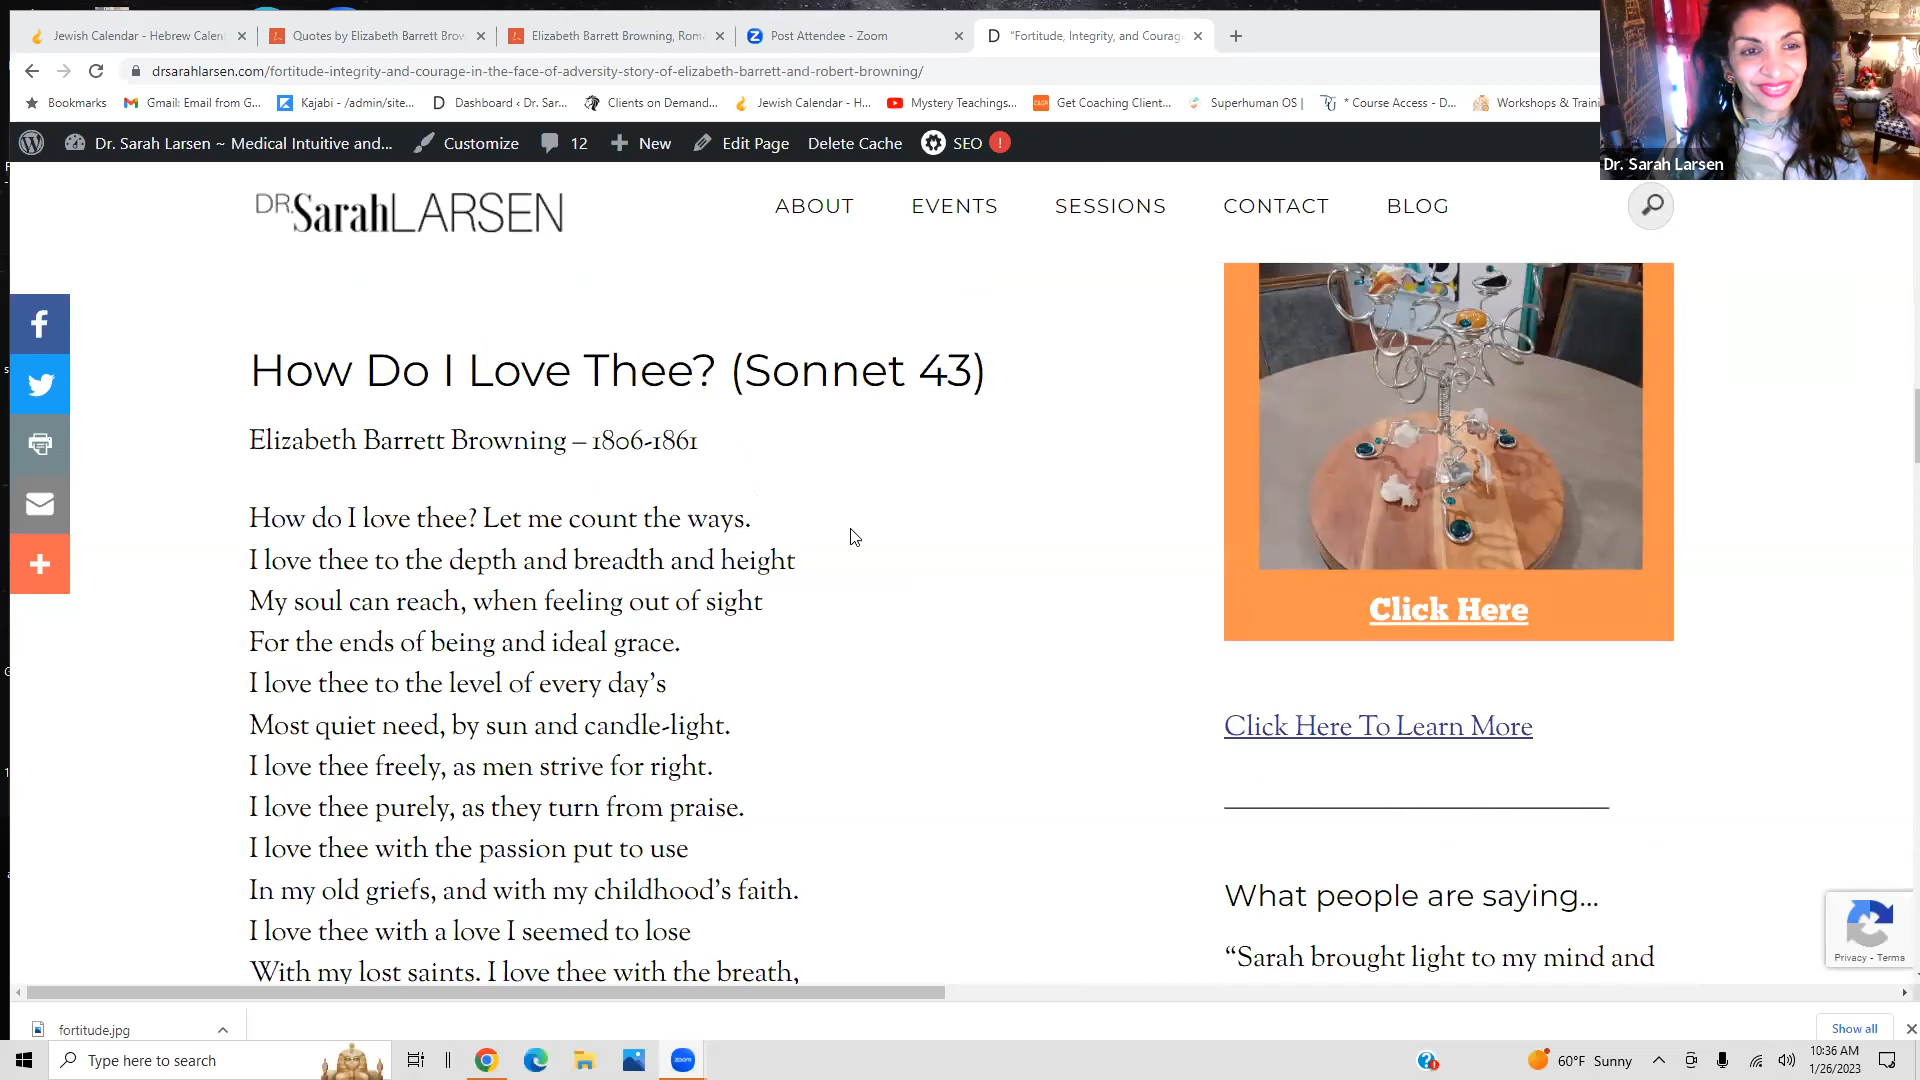 Jewish Calendar - Hebrew Calen
Quotes by Elizabeth Barrett Brow
Elizabeth Barrett Browning, Rom
Post Attendee - Zoom
"Fortitude, Integrity, and Courag
drsarahlarsen.com/fortitude-integrity-and-courage-in-the-face-of-adversity-story-of-elizabeth-barrett-and-robert-browning/
Bookmarks
Gmail: Email from G...
Kajabi - /admin/site...
Dashboard ‹ Dr. Sar...
Clients on Demand...
Jewish Calendar - H...
Mystery Teachings...
Get Coaching Client...
Superhuman OS |
* Course Access - D...
Workshops & Traini
Dr. Sarah Larsen
Dr. Sarah Larsen ~ Medical Intuitive and...
Customize
12
New
Edit Page
Delete Cache
SEO
!
DR.SarahLARSEN
ABOUT
EVENTS
SESSIONS
CONTACT
BLOG
How Do I Love Thee? (Sonnet 43)
Elizabeth Barrett Browning – 1806-1861
How do I love thee? Let me count the ways.
I love thee to the depth and breadth and height
My soul can reach, when feeling out of sight
For the ends of being and ideal grace.
I love thee to the level of every day's
Most quiet need, by sun and candle-light.
I love thee freely, as men strive for right.
I love thee purely, as they turn from praise.
I love thee with the passion put to use
In my old griefs, and with my childhood's faith.
I love thee with a love I seemed to lose
With my lost saints. I love thee with the breath,
Click Here
Click Here To Learn More
What people are saying...
"Sarah brought light to my mind and
Privacy - Terms
fortitude.jpg
Show all
Type here to search
zoom
60°F Sunny
10:36 AM
1/26/2023